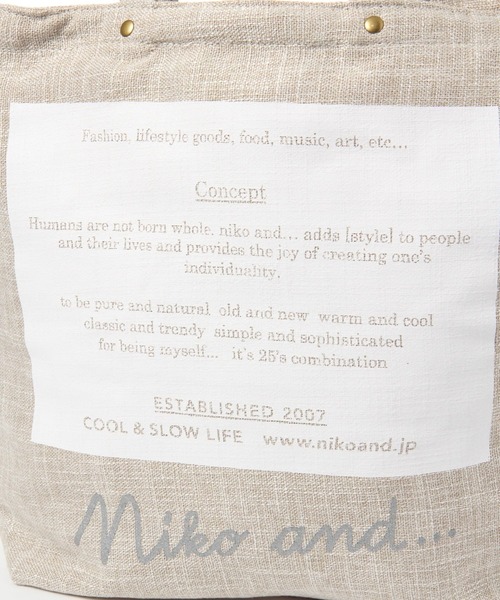 Fashion, lifestyle goods, food, music, art, etc...
Concept
Humans are not born whole. niko and... adds [style] to people
and their lives and provides the joy of creating one's
individuality.
to be pure and natural old and new warm and cool
classic and trendy simple and sophisticated
for being myself... it's 25's combination
ESTABLISHED 2007
COOL & SLOW LIFE www.nikoand.jp
Niko and...